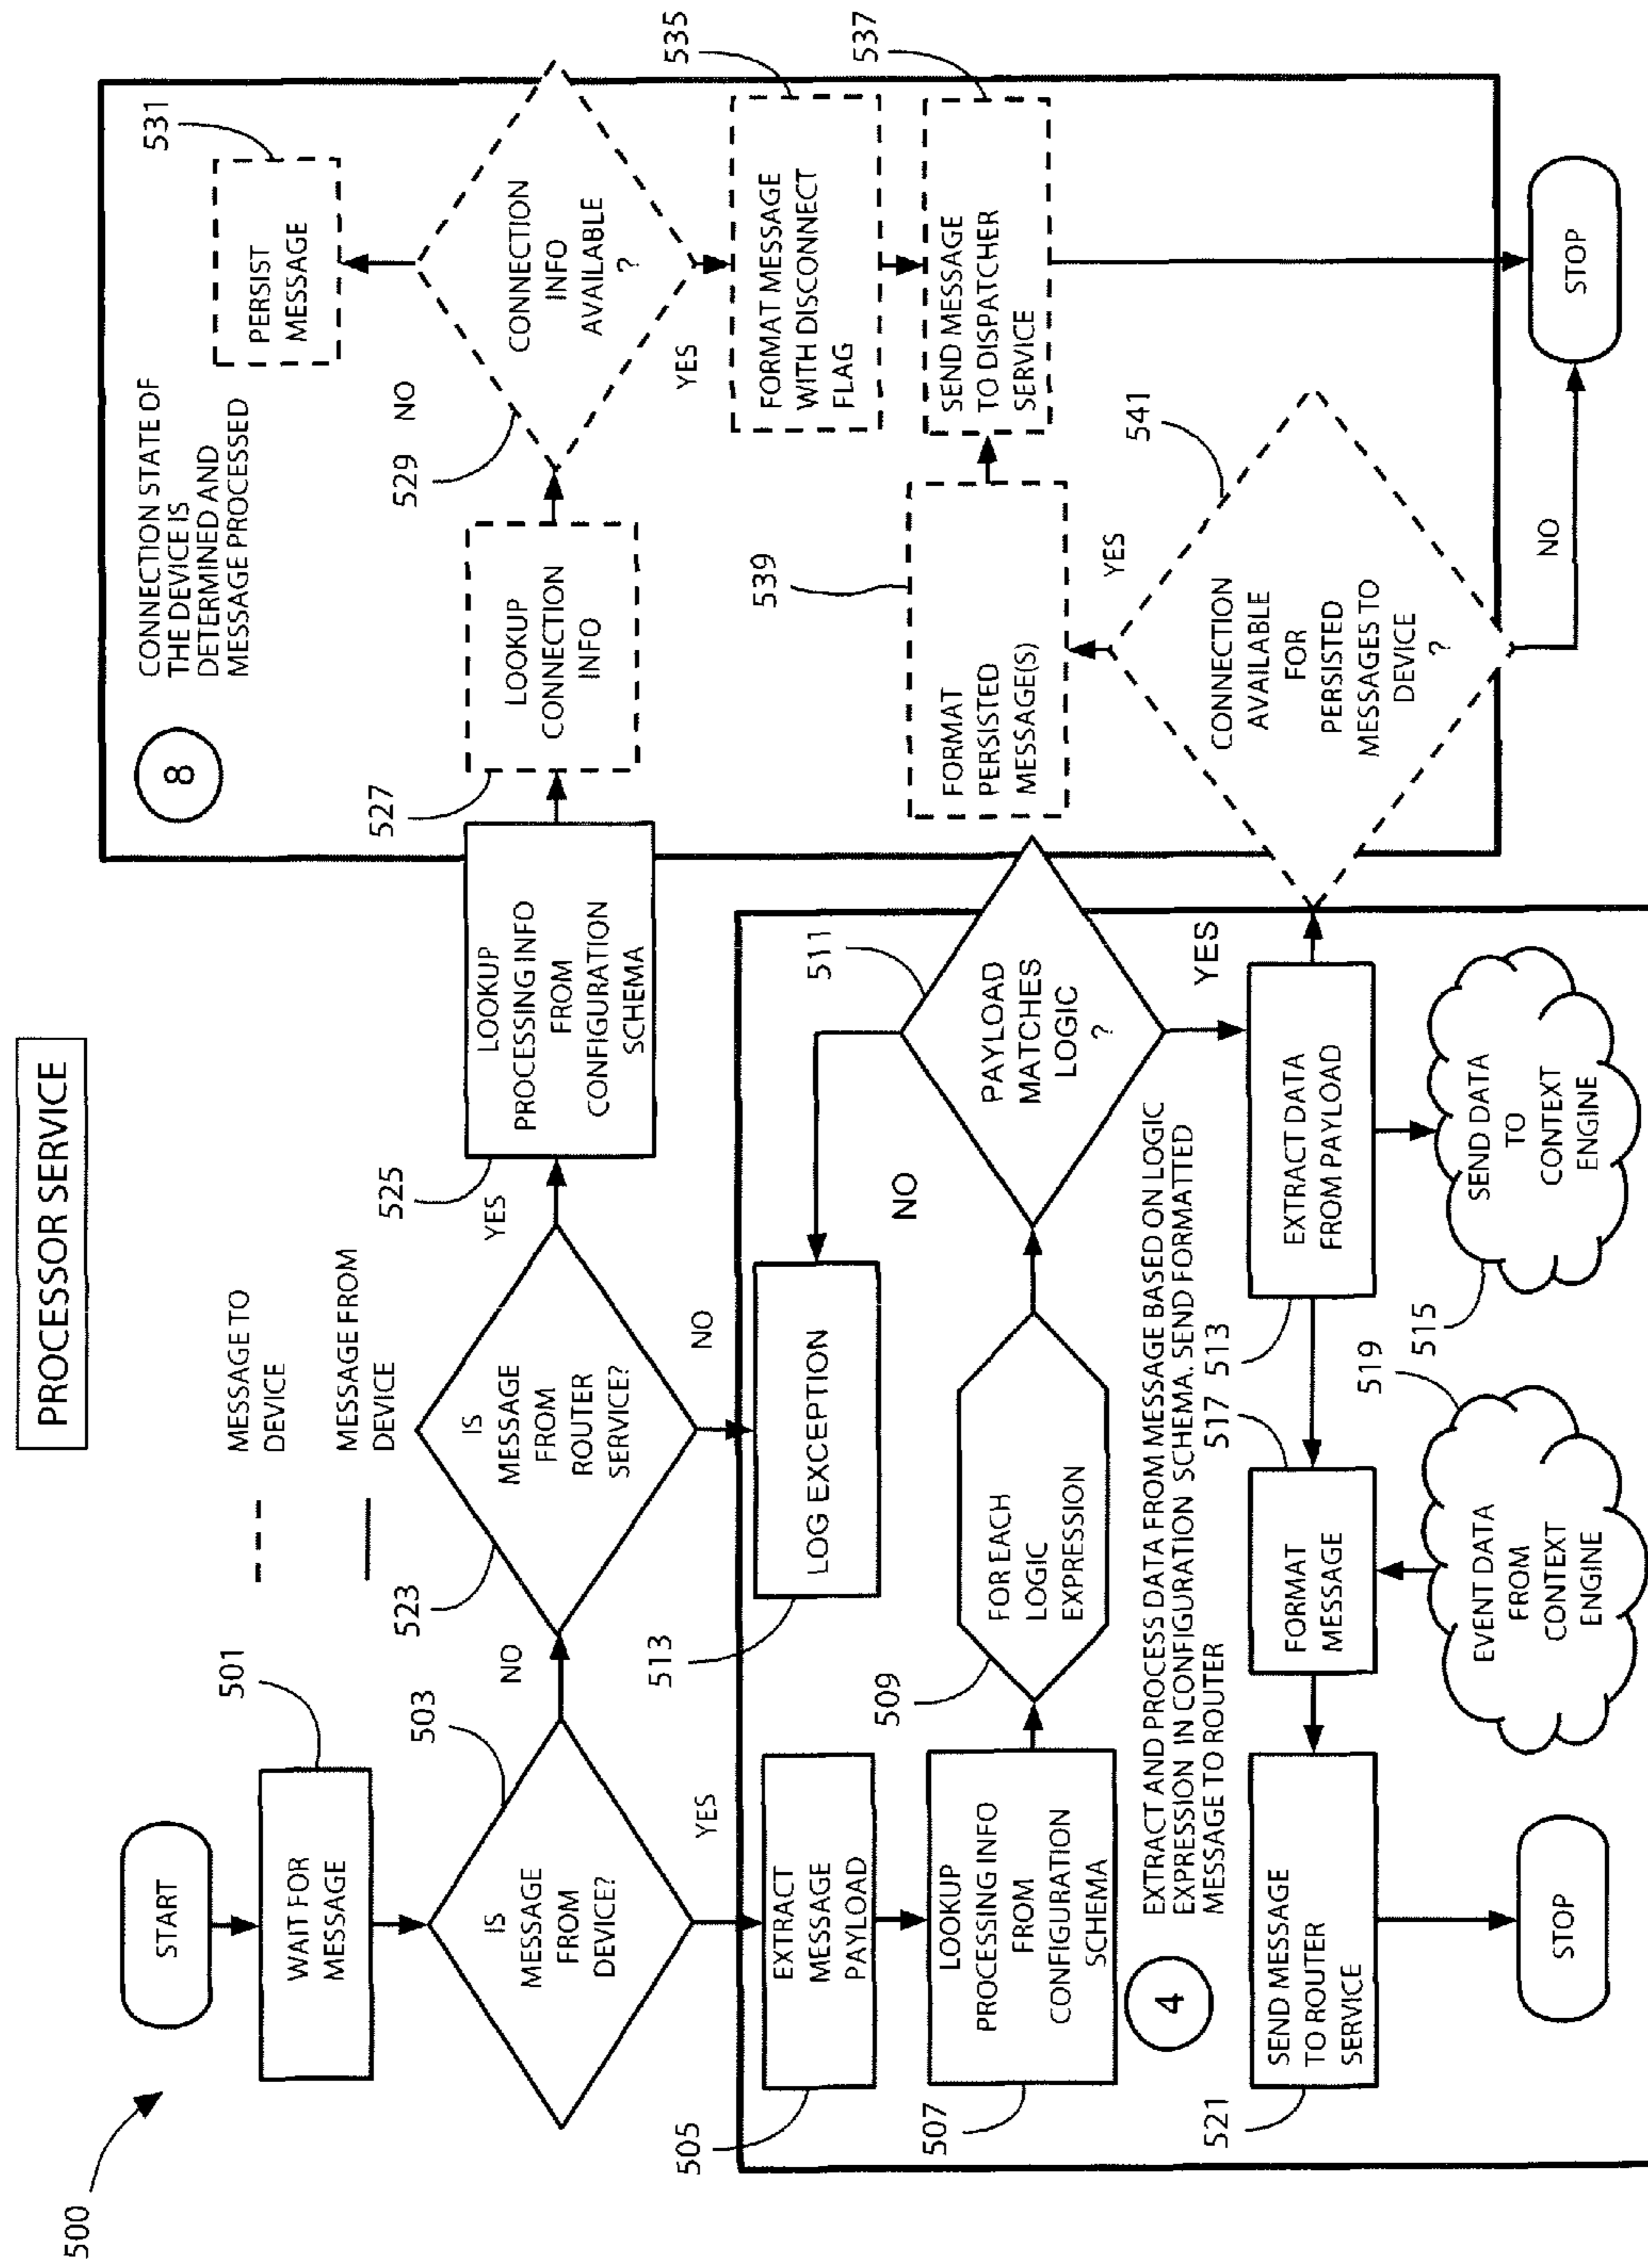 PROCESSOR SERVICE
500
MESSAGE TO
DEVICE
MESSAGE FROM
DEVICE
START
501
WAIT FOR
MESSAGE
503
IS
MESSAGE
FROM
DEVICE?
NO
YES
523
IS
MESSAGE
FROM
ROUTER
SERVICE?
YES
NO
525
LOOKUP
PROCESSING INFO
FROM
CONFIGURATION
SCHEMA
8
CONNECTION STATE OF
THE DEVICE IS
DETERMINED AND
MESSAGE PROCESSED
527
LOOKUP
CONNECTION
INFO
529
NO
CONNECTION
INFO
AVAILABLE
?
YES
531
PERSIST
MESSAGE
535
FORMAT MESSAGE
WITH DISCONNECT
FLAG
537
SEND MESSAGE
TO DISPATCHER
SERVICE
539
FORMAT
PERSISTED
MESSAGE(S)
YES
541
CONNECTION
AVAILABLE
FOR
PERSISTED
MESSAGES TO
DEVICE
?
NO
STOP
505
EXTRACT
MESSAGE
PAYLOAD
507
LOOKUP
PROCESSING INFO
FROM
CONFIGURATION
SCHEMA
509
FOR EACH
LOGIC
EXPRESSION
513
LOG EXCEPTION
NO
511
PAYLOAD
MATCHES
LOGIC
?
YES
4
EXTRACT AND PROCESS DATA FROM MESSAGE BASED ON LOGIC
EXPRESSION IN CONFIGURATION SCHEMA. SEND FORMATTED
MESSAGE TO ROUTER
521
SEND MESSAGE
TO ROUTER
SERVICE
517
FORMAT
MESSAGE
513
EXTRACT DATA
FROM PAYLOAD
519
EVENT DATA
FROM
CONTEXT
ENGINE
515
SEND DATA
TO
CONTEXT
ENGINE
STOP